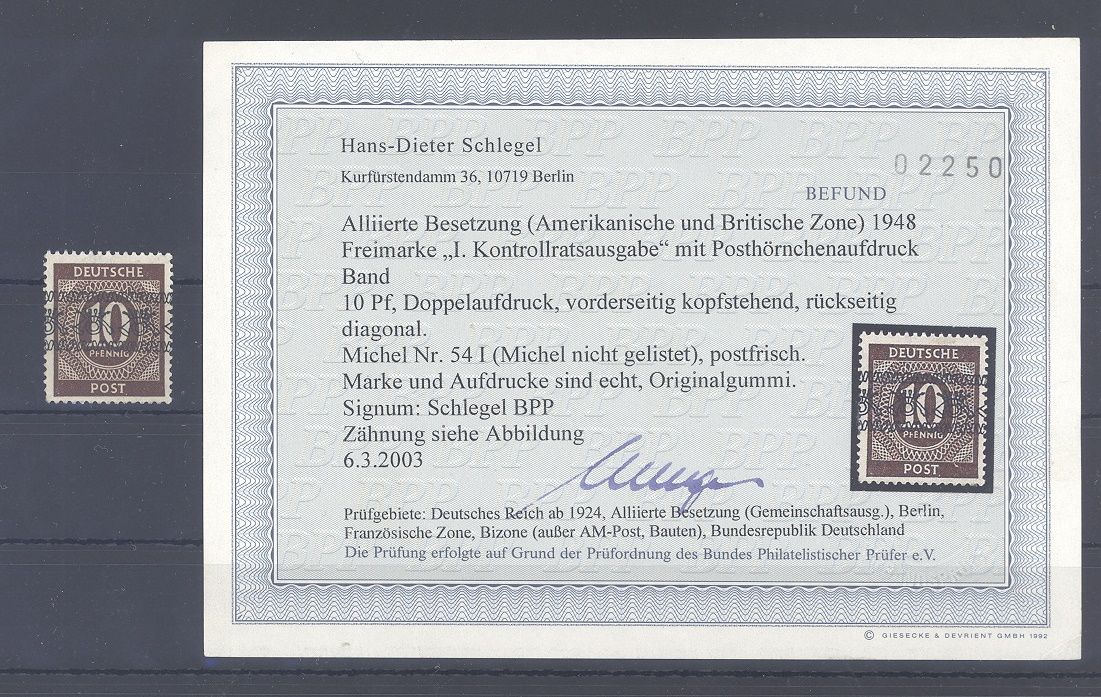 DEUTSCHE
10
PFENNIG
POST
Hans-Dieter Schlegel
02250
Kurfürstendamm 36, 10719 Berlin
BEFUND
Alliierte Besetzung (Amerikanische und Britische Zone) 1948
Freimarke „I. Kontrollratsausgabe“ mit Posthörnchenaufdruck
Band
10 Pf, Doppelaufdruck, vorderseitig kopfstehend, rückseitig
diagonal.
Michel Nr. 54 I (Michel nicht gelistet), postfrisch.
Marke und Aufdrucke sind echt, Originalgummi.
Signum: Schlegel BPP
Zähnung siehe Abbildung
6.3.2003
DEUTSCHE
10
PFENNIG
POST
Prüfgebiete: Deutsches Reich ab 1924, Alliierte Besetzung (Gemeinschaftsausg.), Berlin,
Französische Zone, Bizone (außer AM-Post, Bauten), Bundesrepublik Deutschland
Die Prüfung erfolgte auf Grund der Prüfordnung des Bundes Philatelistischer Prüfer e.V.
© GIESECKE & DEVRIENT GMBH 1992